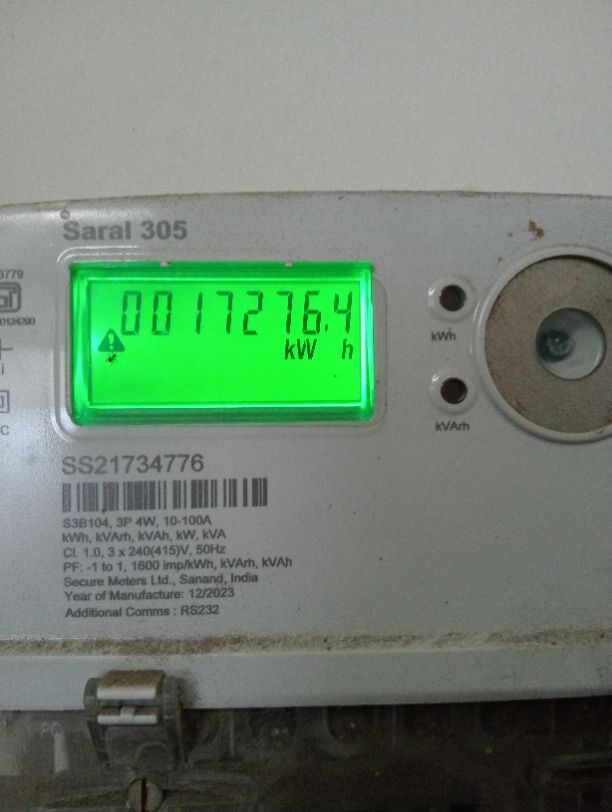 Saral 305
0017276.4
kW h
kWh
kVArh
SS21734776
S3B104, 3P 4W, 10-100A
kWh, kVArh, kVAh, kW, kVA
Cl. 1.0, 3 x 240(415)V, 50Hz
PF: -1 to 1, 1600 imp/kWh, kVArh, kVAh
Secure Meters Ltd., Sanand, India
Year of Manufacture: 12/2023
Additional Comms : RS232